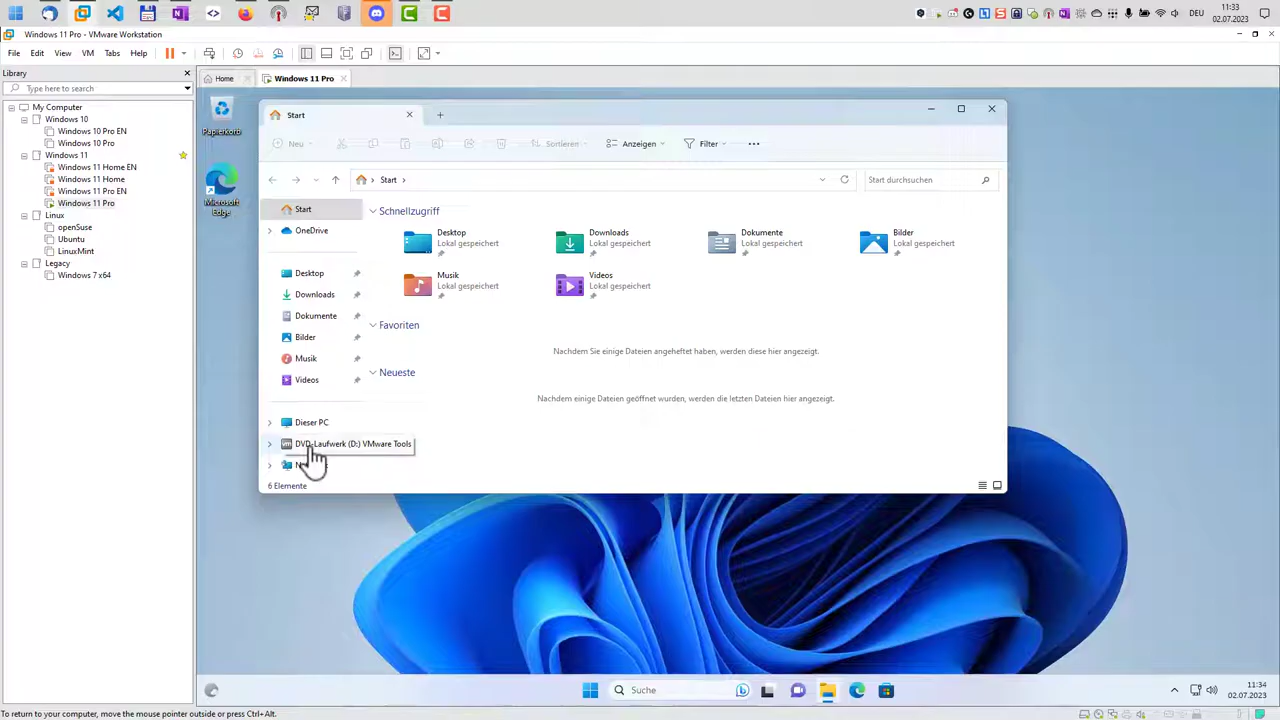 11:33
DEU
02.07.2023
Windows 11 Pro - VMware Workstation
File Edit View VM Tabs Help
Library
Type here to search
Home
Windows 11 Pro
My Computer
Windows 10
Windows 10 Pro EN
Windows 10 Pro
Windows 11
Windows 11 Home EN
Windows 11 Home
Windows 11 Pro EN
Windows 11 Pro
Linux
openSuse
Ubuntu
LinuxMint
Legacy
Windows 7 x64
Papierkorb
Microsoft
Edge
Start
Neu
Sortieren
Anzeigen
Filter
Start
Start durchsuchen
Start
OneDrive
Desktop
Downloads
Dokumente
Bilder
Musik
Videos
Dieser PC
DVD-Laufwerk (D:) VMware Tools
6 Elemente
Schnellzugriff
Desktop
Lokal gespeichert
Downloads
Lokal gespeichert
Dokumente
Lokal gespeichert
Bilder
Lokal gespeichert
Musik
Lokal gespeichert
Videos
Lokal gespeichert
Favoriten
Nachdem Sie einige Dateien angeheftet haben, werden diese hier angezeigt.
Neueste
Nachdem einige Dateien geöffnet wurden, werden die letzten Dateien hier angezeigt.
Suche
11:34
02.07.2023
To return to your computer, move the mouse pointer outside or press Ctrl+Alt.